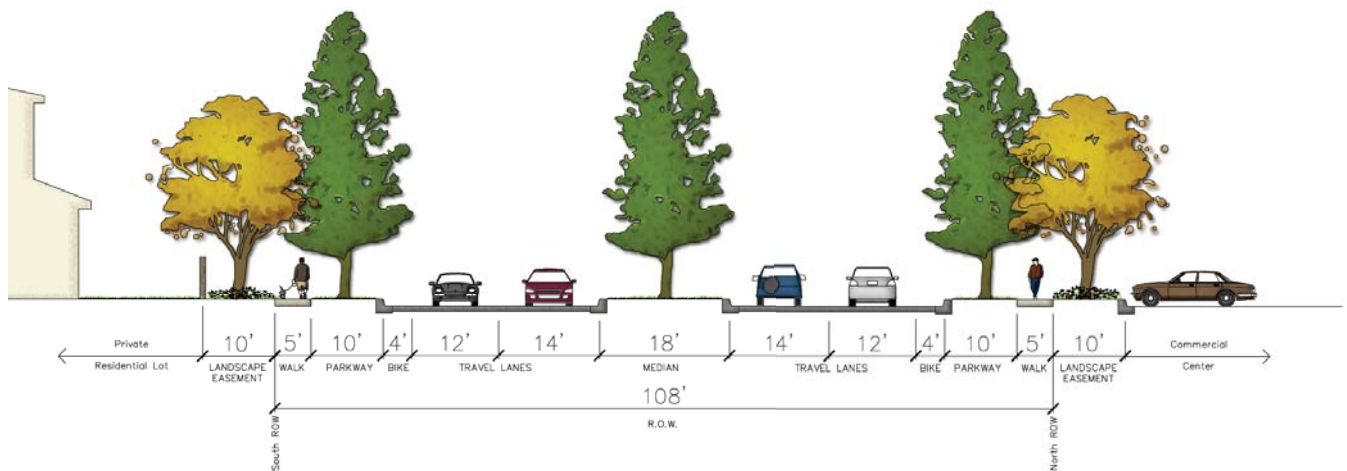 Private
Residential Lot
10'
LANDSCAPE
EASEMENT
5'
WALK
10'
PARKWAY
4'
BIKE
12'
14'
TRAVEL LANES
18'
MEDIAN
14'
12'
TRAVEL LANES
4'
BIKE
10'
PARKWAY
5'
WALK
10'
LANDSCAPE
EASEMENT
Commercial
Center
108'
R.O.W.
South ROW
North ROW